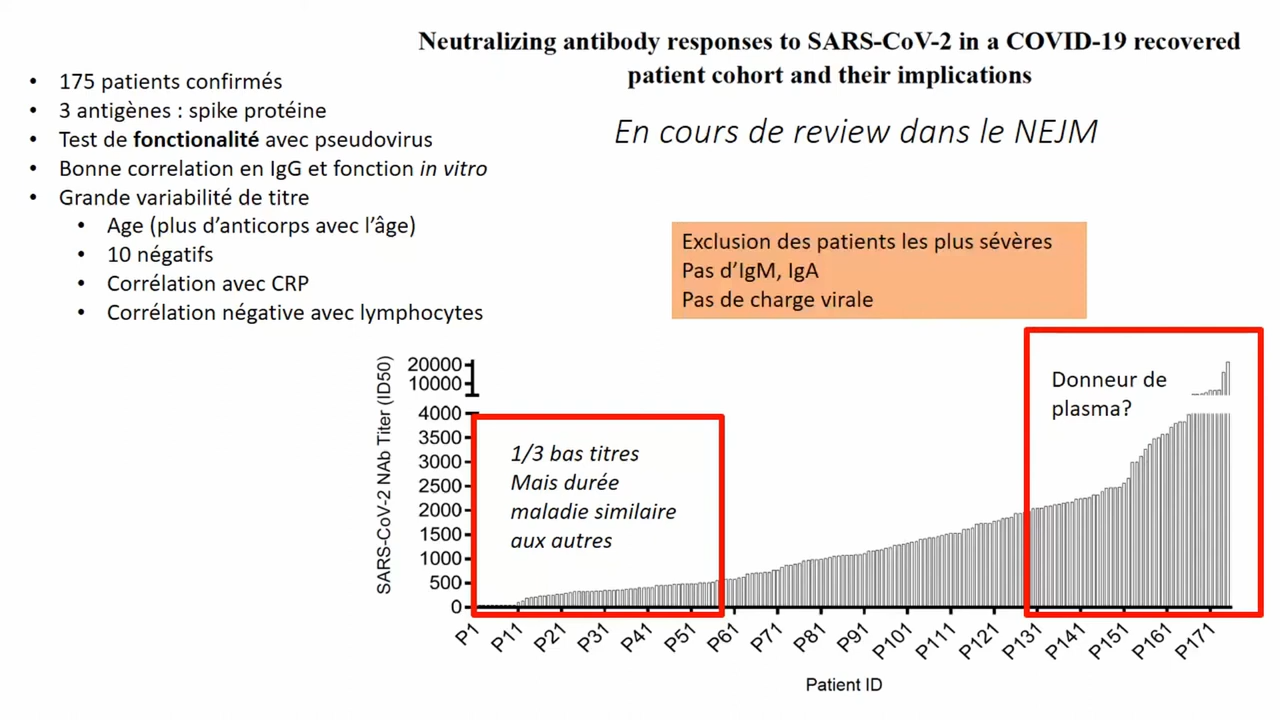 Neutralizing antibody responses to SARS-CoV-2 in a COVID-19 recovered
patient cohort and their implications
En cours de review dans le NEJM
• 175 patients confirmés
• 3 antigènes : spike protéine
• Test de fonctionalité avec pseudovirus
• Bonne correlation en IgG et fonction in vitro
• Grande variabilité de titre
• Age (plus d’anticorps avec l’âge)
• 10 négatifs
• Corrélation avec CRP
• Corrélation négative avec lymphocytes
Exclusion des patients les plus sévères
Pas d’IgM, IgA
Pas de charge virale
SARS-CoV-2 NAb Titer (ID50)
20000
10000
4000
3500
3000
2500
2000
1500
1000
500
0
1/3 bas titres
Mais durée
maladie similaire
aux autres
Donneur de
plasma?
P1 P11 P21 P31 P41 P51 P61 P71 P81 P91 P101 P111 P121 P131 P141 P151 P161 P171
Patient ID